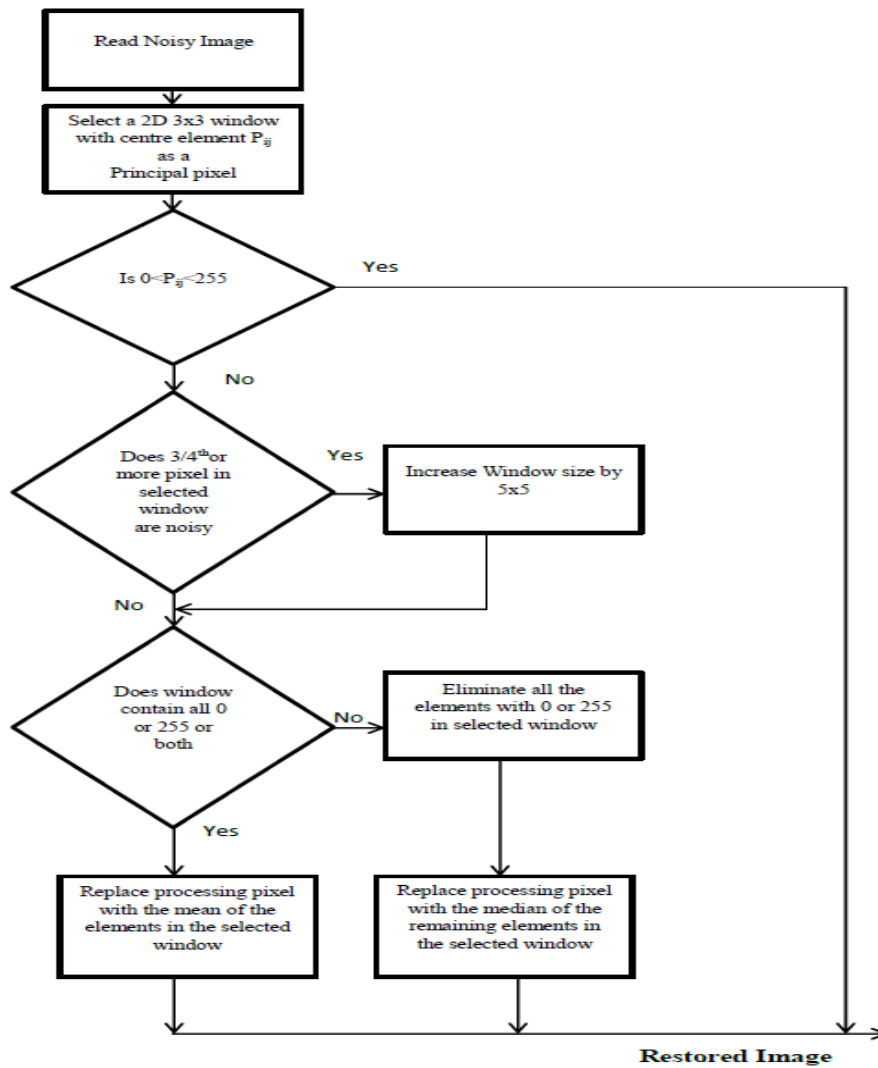 Read Noisy Image
Select a 2D 3x3 window
with centre element Pij
as a
Principal pixel
Is 0<Pij<255
Yes
No
Does 3/4th or
more pixel in
selected
window
are noisy
Yes
Increase Window size by
5x5
No
Does window
contain all 0
or 255 or
both
No
Eliminate all the
elements with 0 or 255
in selected window
Yes
Replace processing pixel
with the mean of the
elements in the selected
window
Replace processing pixel
with the median of the
remaining elements in
the selected window
Restored Image